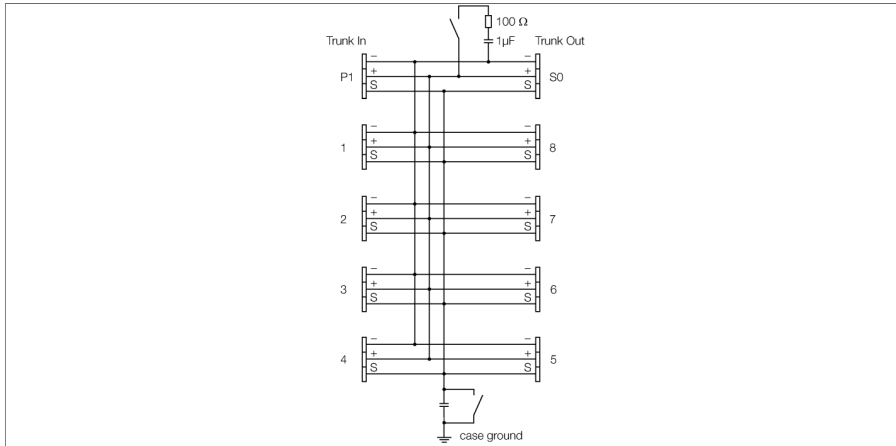 100 Ω
1µF
Trunk In
Trunk Out
− −
P1 + + S0
S S
− −
1 + + 8
S S
− −
2 + + 7
S S
− −
3 + + 6
S S
− −
4 + + 5
S S
case ground